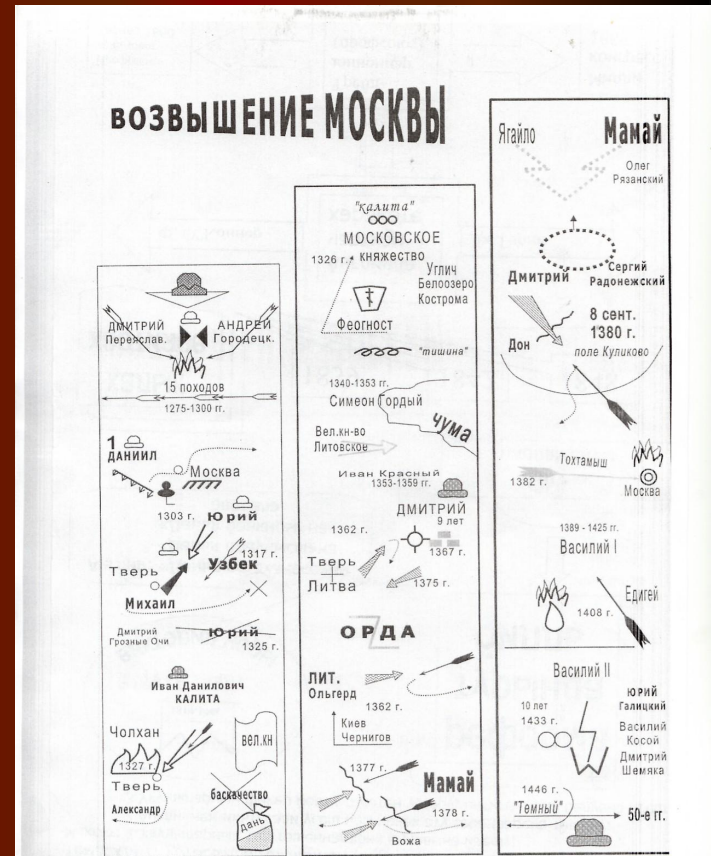 ВОЗВЫШЕНИЕ МОСКВЫ
ДМИТРИЙ
Переяслав.
АНДРЕЙ
Городецк.
15 походов
1275-1300 гг.
1
ДАНИИЛ
Москва
1303 г.
Юрий
1317 г.
Узбек
Тверь
Михаил
Дмитрий
Грозные Очи
Юрий
1325 г.
Иван Данилович
КАЛИТА
Чолхан
1327 г.
вел.кн
Тверь
Александр
баскачество
дань
"калита"
МОСКОВСКОЕ
1326 г.
княжество
Углич
Белоозеро
Кострома
Феогност
"тишина"
1340-1353 гг.
Симеон Гордый
чума
Вел.кн-во
Литовское
Иван Красный
1353-1359 гг.
ДМИТРИЙ
9 лет
1362 г.
1367 г.
Тверь
Литва
1375 г.
ОРДА
ЛИТ.
Ольгерд
1362 г.
Киев
Чернигов
1377 г.
Мамай
1378 г.
Вожа
Ягайло
Мамай
Олег
Рязанский
Дмитрий
Сергий
Радонежский
8 сент.
1380 г.
Дон
поле Куликово
Тохтамыш
1382 г.
Москва
1389 - 1425 гг.
Василий I
Едигей
1408 г.
Василий II
ЮРИЙ
Галицкий
10 лет
1433 г.
Василий
Косой
Дмитрий
Шемяка
1446 г.
"Темный"
50-е гг.